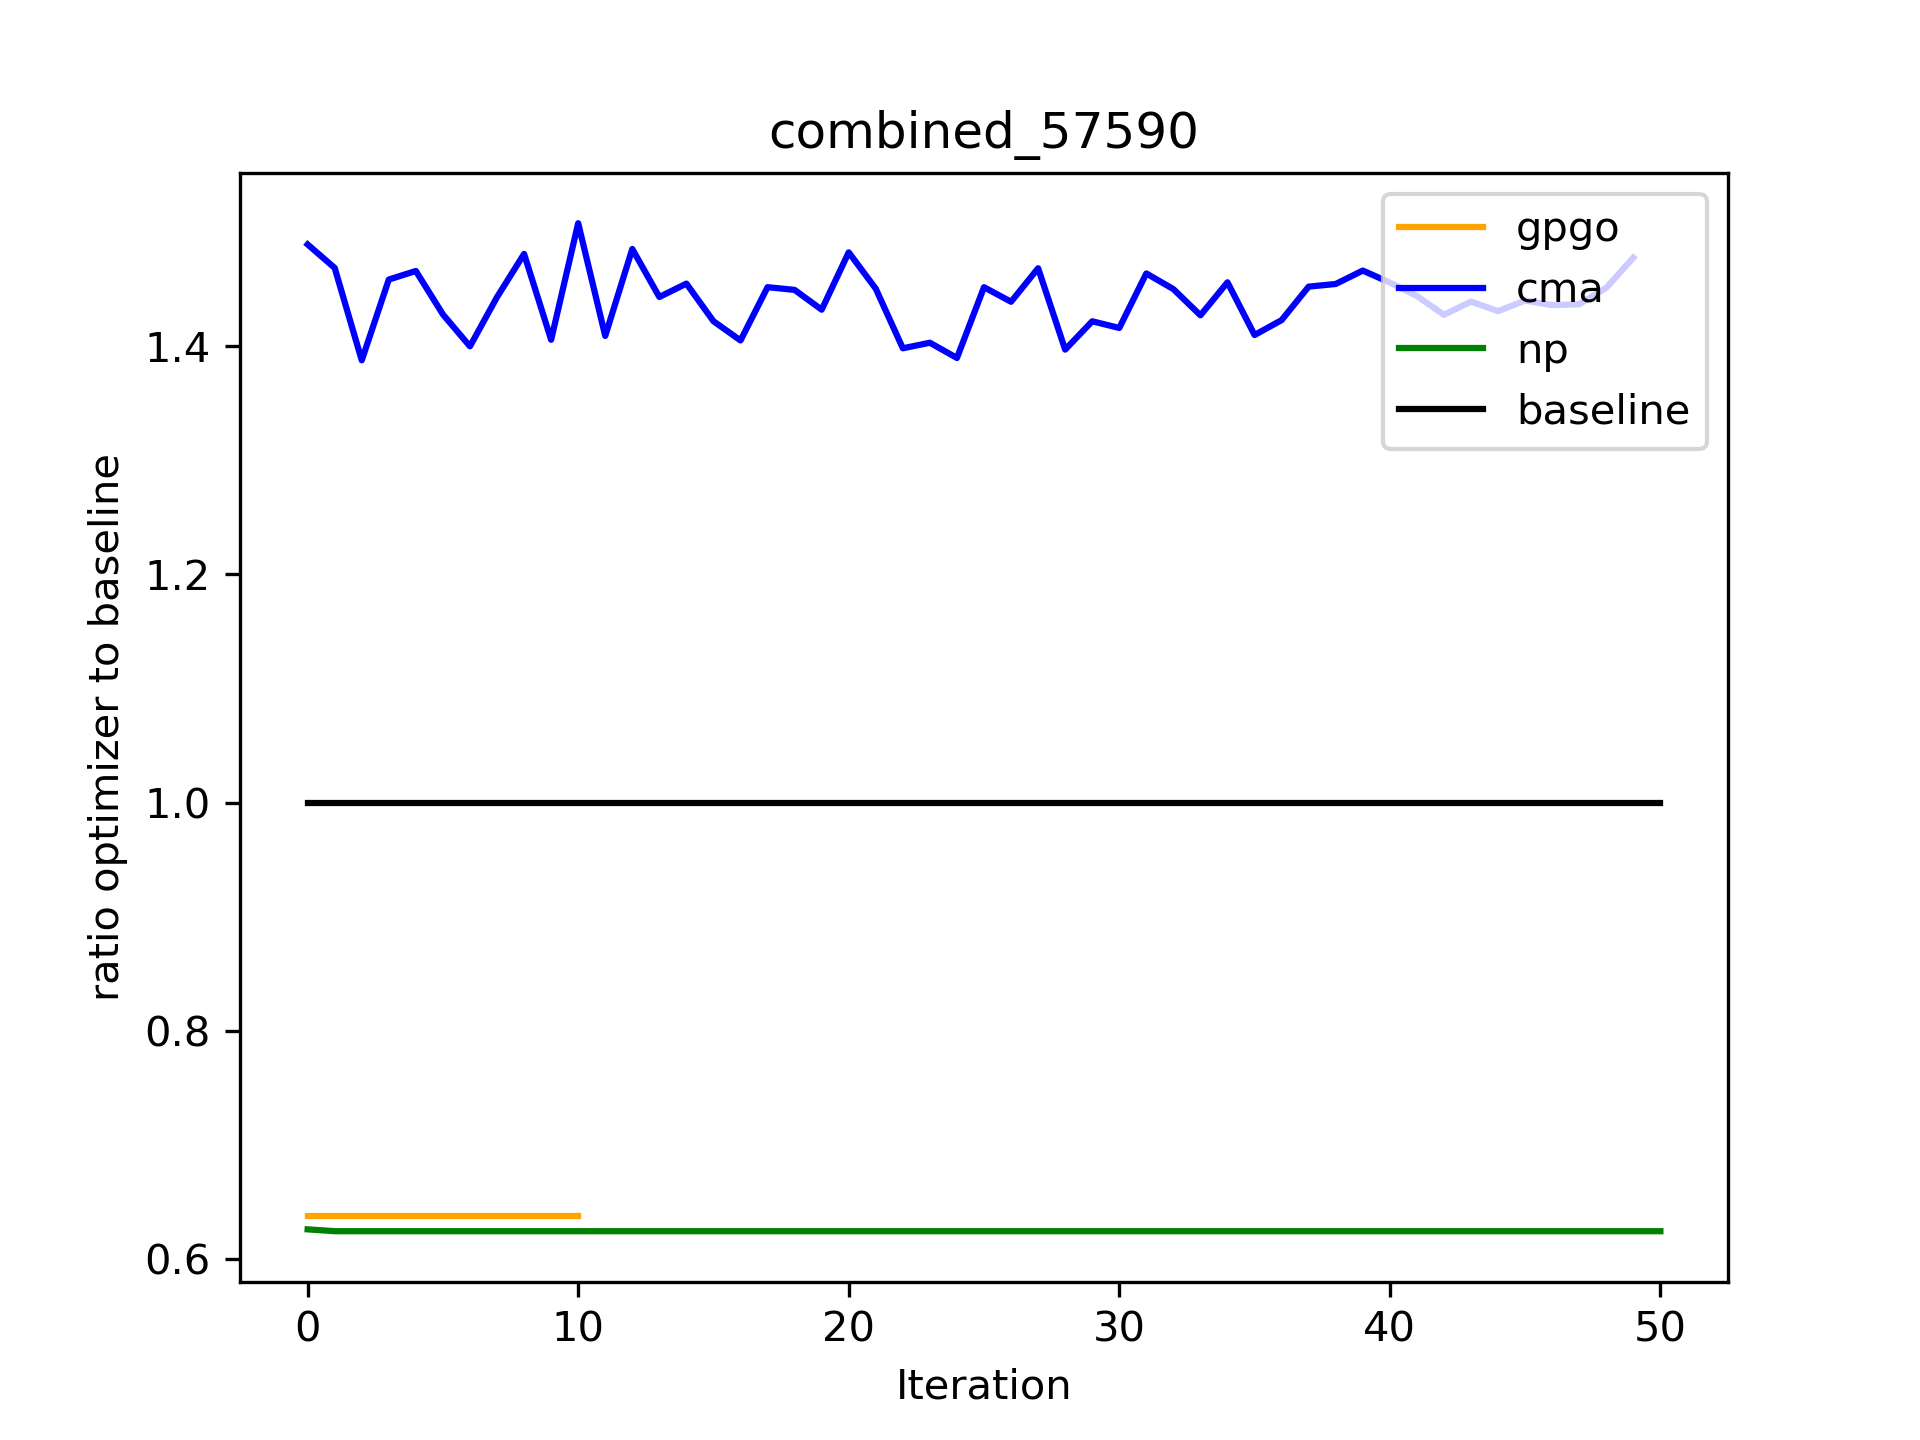 combined_57590
gpgo
cma
np
baseline
ratio optimizer to baseline
1.4
1.2
1.0
0.8
0.6
0 10 20 30 40 50
Iteration